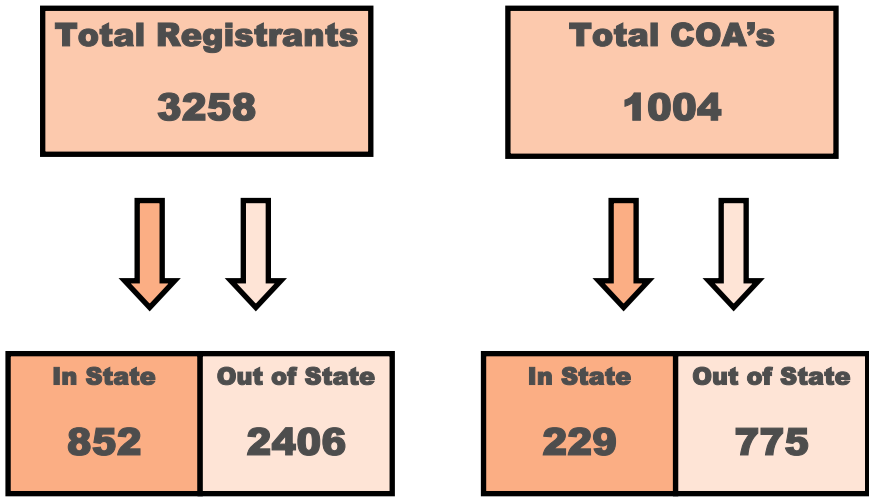 Total Registrants
3258
Total COA’s
1004
In State
852
Out of State
2406
In State
229
Out of State
775